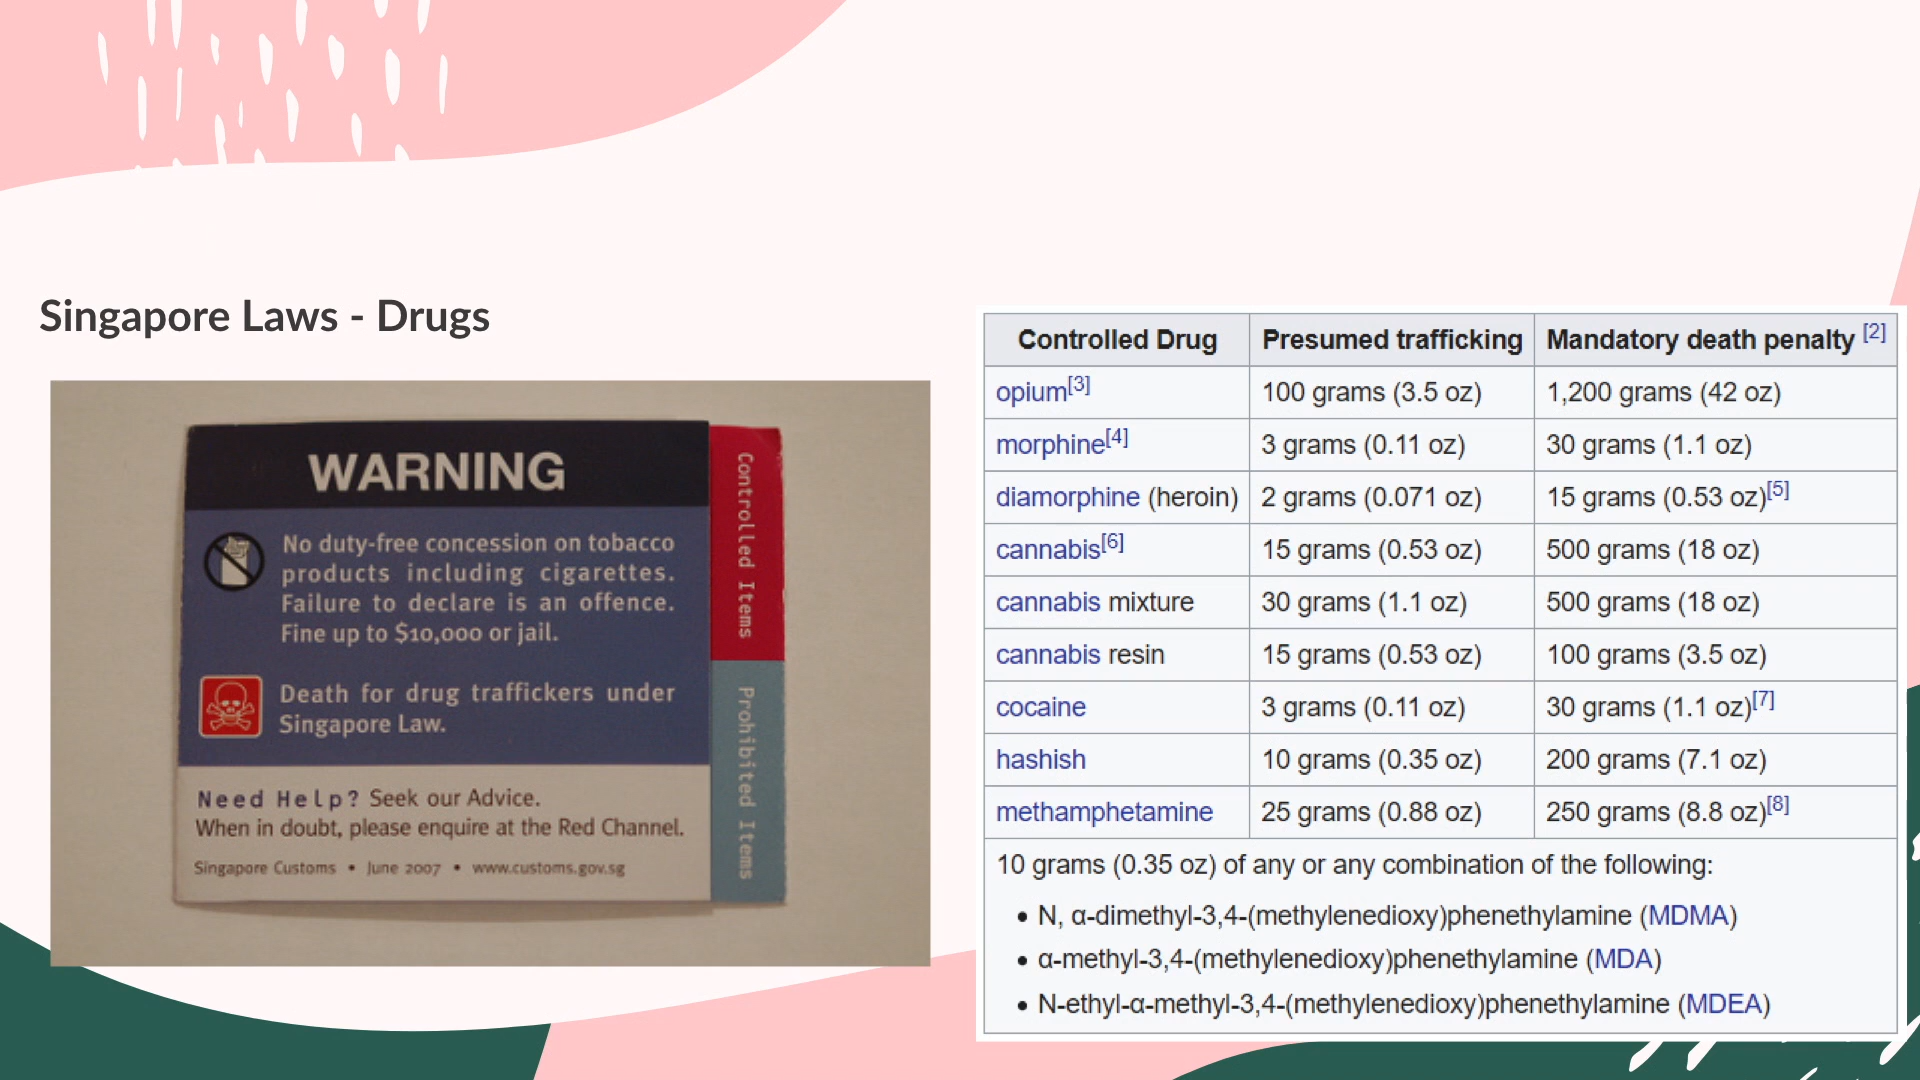 Singapore Laws - Drugs
WARNING
No duty-free concession on tobacco
products including cigarettes.
Failure to declare is an offence.
Fine up to $10,000 or jail.
Death for drug traffickers under
Singapore Law.
Need Help? Seek our Advice.
When in doubt, please enquire at the Red Channel.
Singapore Customs • June 2007 • www.customs.gov.sg
Controlled Items
Prohibited Items
Controlled Drug Presumed trafficking Mandatory death penalty [2]
opium[3] 100 grams (3.5 oz) 1,200 grams (42 oz)
morphine[4] 3 grams (0.11 oz) 30 grams (1.1 oz)
diamorphine (heroin) 2 grams (0.071 oz) 15 grams (0.53 oz)[5]
cannabis[6] 15 grams (0.53 oz) 500 grams (18 oz)
cannabis mixture 30 grams (1.1 oz) 500 grams (18 oz)
cannabis resin 15 grams (0.53 oz) 100 grams (3.5 oz)
cocaine 3 grams (0.11 oz) 30 grams (1.1 oz)[7]
hashish 10 grams (0.35 oz) 200 grams (7.1 oz)
methamphetamine 25 grams (0.88 oz) 250 grams (8.8 oz)[8]
10 grams (0.35 oz) of any or any combination of the following:
• N, α-dimethyl-3,4-(methylenedioxy)phenethylamine (MDMA)
• α-methyl-3,4-(methylenedioxy)phenethylamine (MDA)
• N-ethyl-α-methyl-3,4-(methylenedioxy)phenethylamine (MDEA)